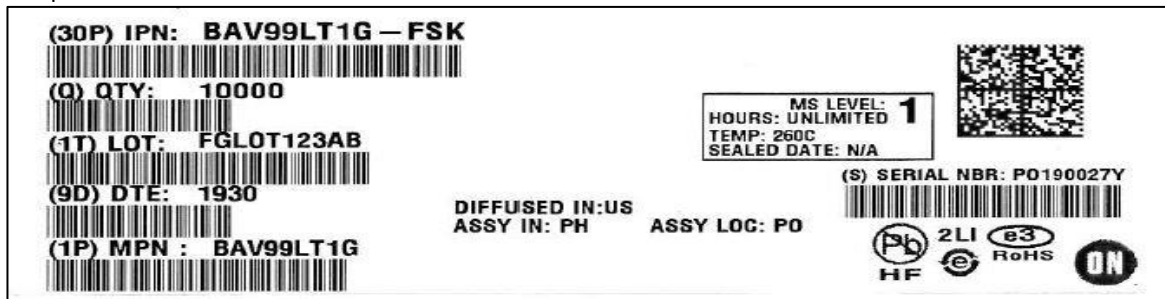 (30P) IPN: BAV99LT1G – FSK
(Q) QTY: 10000
(1T) LOT: FGLOT123AB
(9D) DTE: 1930
(1P) MPN : BAV99LT1G
DIFFUSED IN:US
ASSY IN: PH ASSY LOC: PO
MS LEVEL: 1
HOURS: UNLIMITED
TEMP: 260C
SEALED DATE: N/A
(S) SERIAL NBR: PO190027Y
Pb 2LI e3
HF e RoHS ON